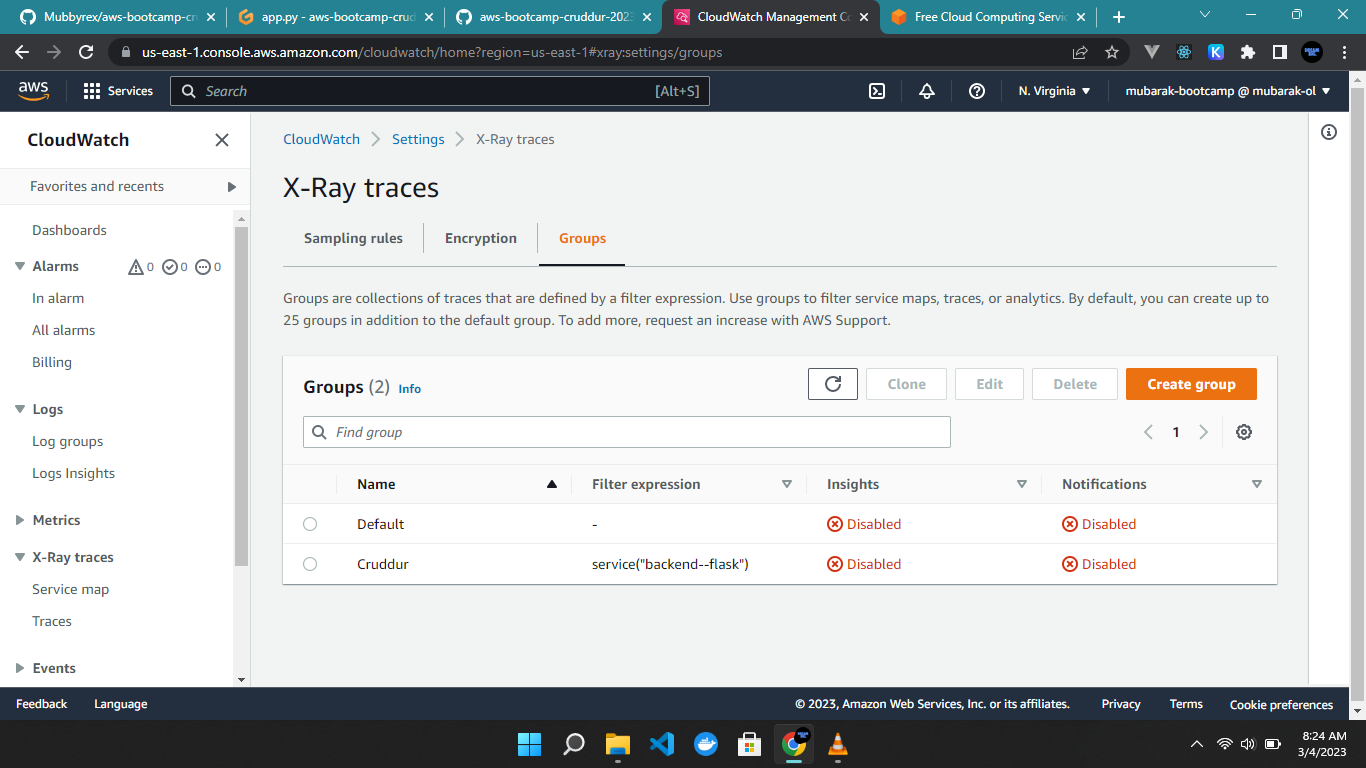 Mubbyrex/aws-bootcamp-cr
app.py - aws-bootcamp-crud
aws-bootcamp-cruddur-2023
CloudWatch Management Co
Free Cloud Computing Servic
us-east-1.console.aws.amazon.com/cloudwatch/home?region=us-east-1#xray:settings/groups
aws
Services
Search
[Alt+S]
N. Virginia
mubarak-bootcamp @ mubarak-ol
CloudWatch
Favorites and recents
Dashboards
Alarms 0 0 0
In alarm
All alarms
Billing
Logs
Log groups
Logs Insights
Metrics
X-Ray traces
Service map
Traces
Events
CloudWatch Settings X-Ray traces
X-Ray traces
Sampling rules Encryption Groups
Groups are collections of traces that are defined by a filter expression. Use groups to filter service maps, traces, or analytics. By default, you can create up to
25 groups in addition to the default group. To add more, request an increase with AWS Support.
Groups (2) Info
Clone Edit Delete Create group
Find group
1
Name Filter expression Insights Notifications
Default - Disabled Disabled
Cruddur service("backend--flask") Disabled Disabled
Feedback Language
© 2023, Amazon Web Services, Inc. or its affiliates. Privacy Terms Cookie preferences
8:24 AM
3/4/2023